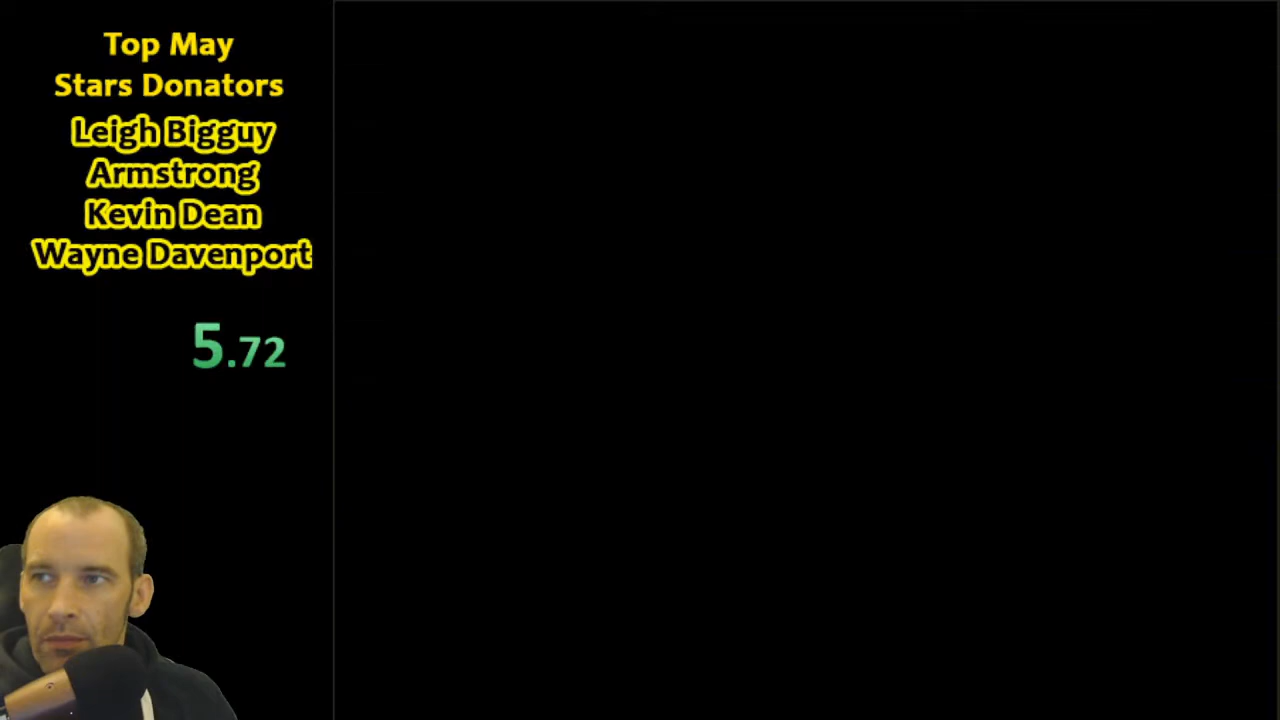 Top May
Stars Donators
Leigh Bigguy
Armstrong
Kevin Dean
Wayne Davenport
5.72